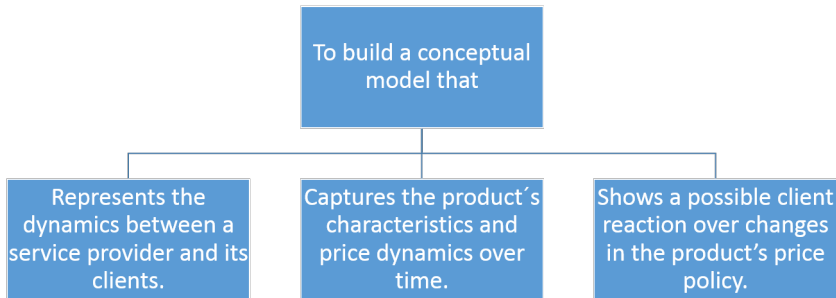 To build a conceptual
model that
Represents the
dynamics between a
service provider and its
clients.
Captures the product´s
characteristics and
price dynamics over
time.
Shows a possible client
reaction over changes
in the product’s price
policy.